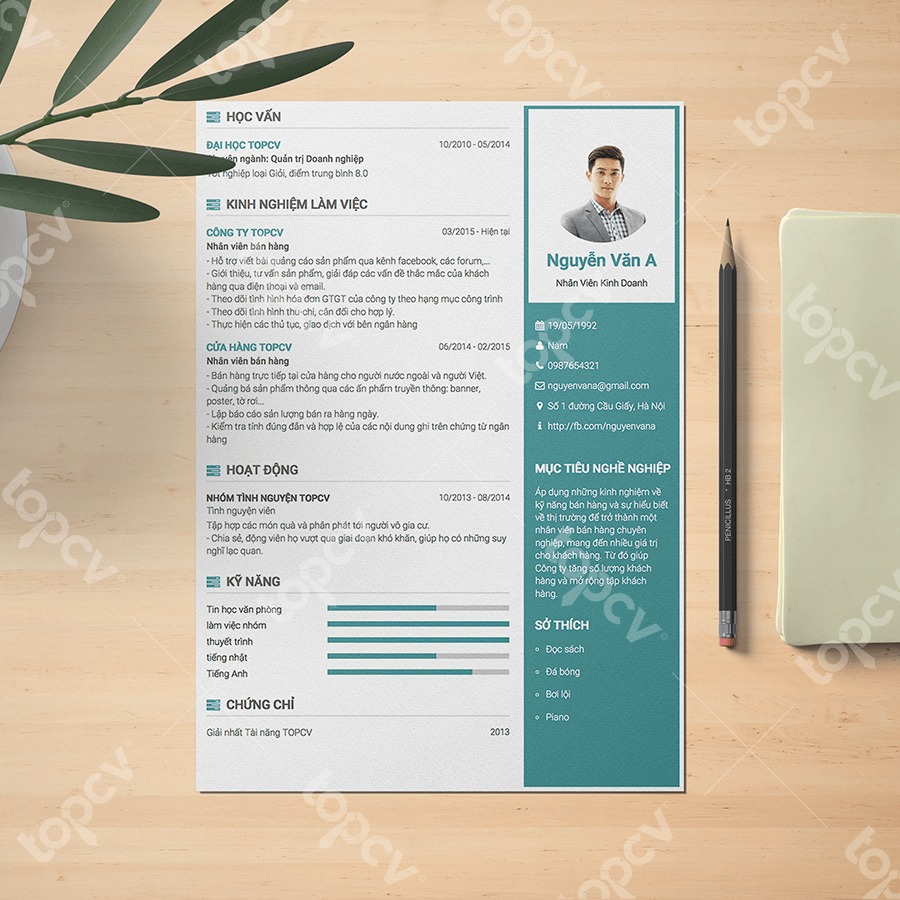 HỌC VẤN
ĐẠI HỌC TOPCV 10/2010 - 05/2014
ngành: Quản trị Doanh nghiệp
nghiệp loại Giỏi, điểm trung bình 8.0
KINH NGHIỆM LÀM VIỆC
CÔNG TY TOPCV 03/2015 - Hiện tại
Nhân viên bán hàng
- Hỗ trợ viết bài quảng cáo sản phẩm qua kênh facebook, các forum,...
- Giới thiệu, tư vấn sản phẩm, giải đáp các vấn đề thắc mắc của khách
hàng qua điện thoại và email.
- Theo dõi tình hình hóa đơn GTGT của công ty theo hạng mục công trình
- Theo dõi tình hình thu-chi, cân đối cho hợp lý.
- Thực hiện các thủ tục, giao dịch với bên ngân hàng
CỬA HÀNG TOPCV 06/2014 - 02/2015
Nhân viên bán hàng
- Bán hàng trực tiếp tại cửa hàng cho người nước ngoài và người Việt.
- Quảng bá sản phẩm thông qua các ấn phẩm truyền thông: banner,
poster, tờ rơi...
- Lập báo cáo sản lượng bán ra hàng ngày.
- Kiểm tra tính đúng đắn và hợp lệ của các nội dung ghi trên chứng từ ngân
hàng
HOẠT ĐỘNG
NHÓM TÌNH NGUYỆN TOPCV 10/2013 - 08/2014
Tình nguyện viên
Tập hợp các món quà và phân phát tới người vô gia cư.
- Chia sẻ, động viên họ vượt qua giai đoạn khó khăn, giúp họ có những suy
nghĩ lạc quan.
KỸ NĂNG
Tin học văn phòng
làm việc nhóm
thuyết trình
tiếng nhật
Tiếng Anh
CHỨNG CHỈ
Giải nhất Tài năng TOPCV 2013
Nguyễn Văn A
Nhân Viên Kinh Doanh
19/05/1992
Nam
0987654321
nguyenvana@gmail.com
Số 1 đường Cầu Giấy, Hà Nội
http://fb.com/nguyenvana
MỤC TIÊU NGHỀ NGHIỆP
Áp dụng những kinh nghiệm về
kỹ năng bán hàng và sự hiểu biết
về thị trường để trở thành một
nhân viên bán hàng chuyên
nghiệp, mang đến nhiều giá trị
cho khách hàng. Từ đó giúp
Công ty tăng số lượng khách
hàng và mở rộng tập khách
hàng.
SỞ THÍCH
Đọc sách
Đá bóng
Bơi lội
Piano
PENICILLUS * HB 2
topcv